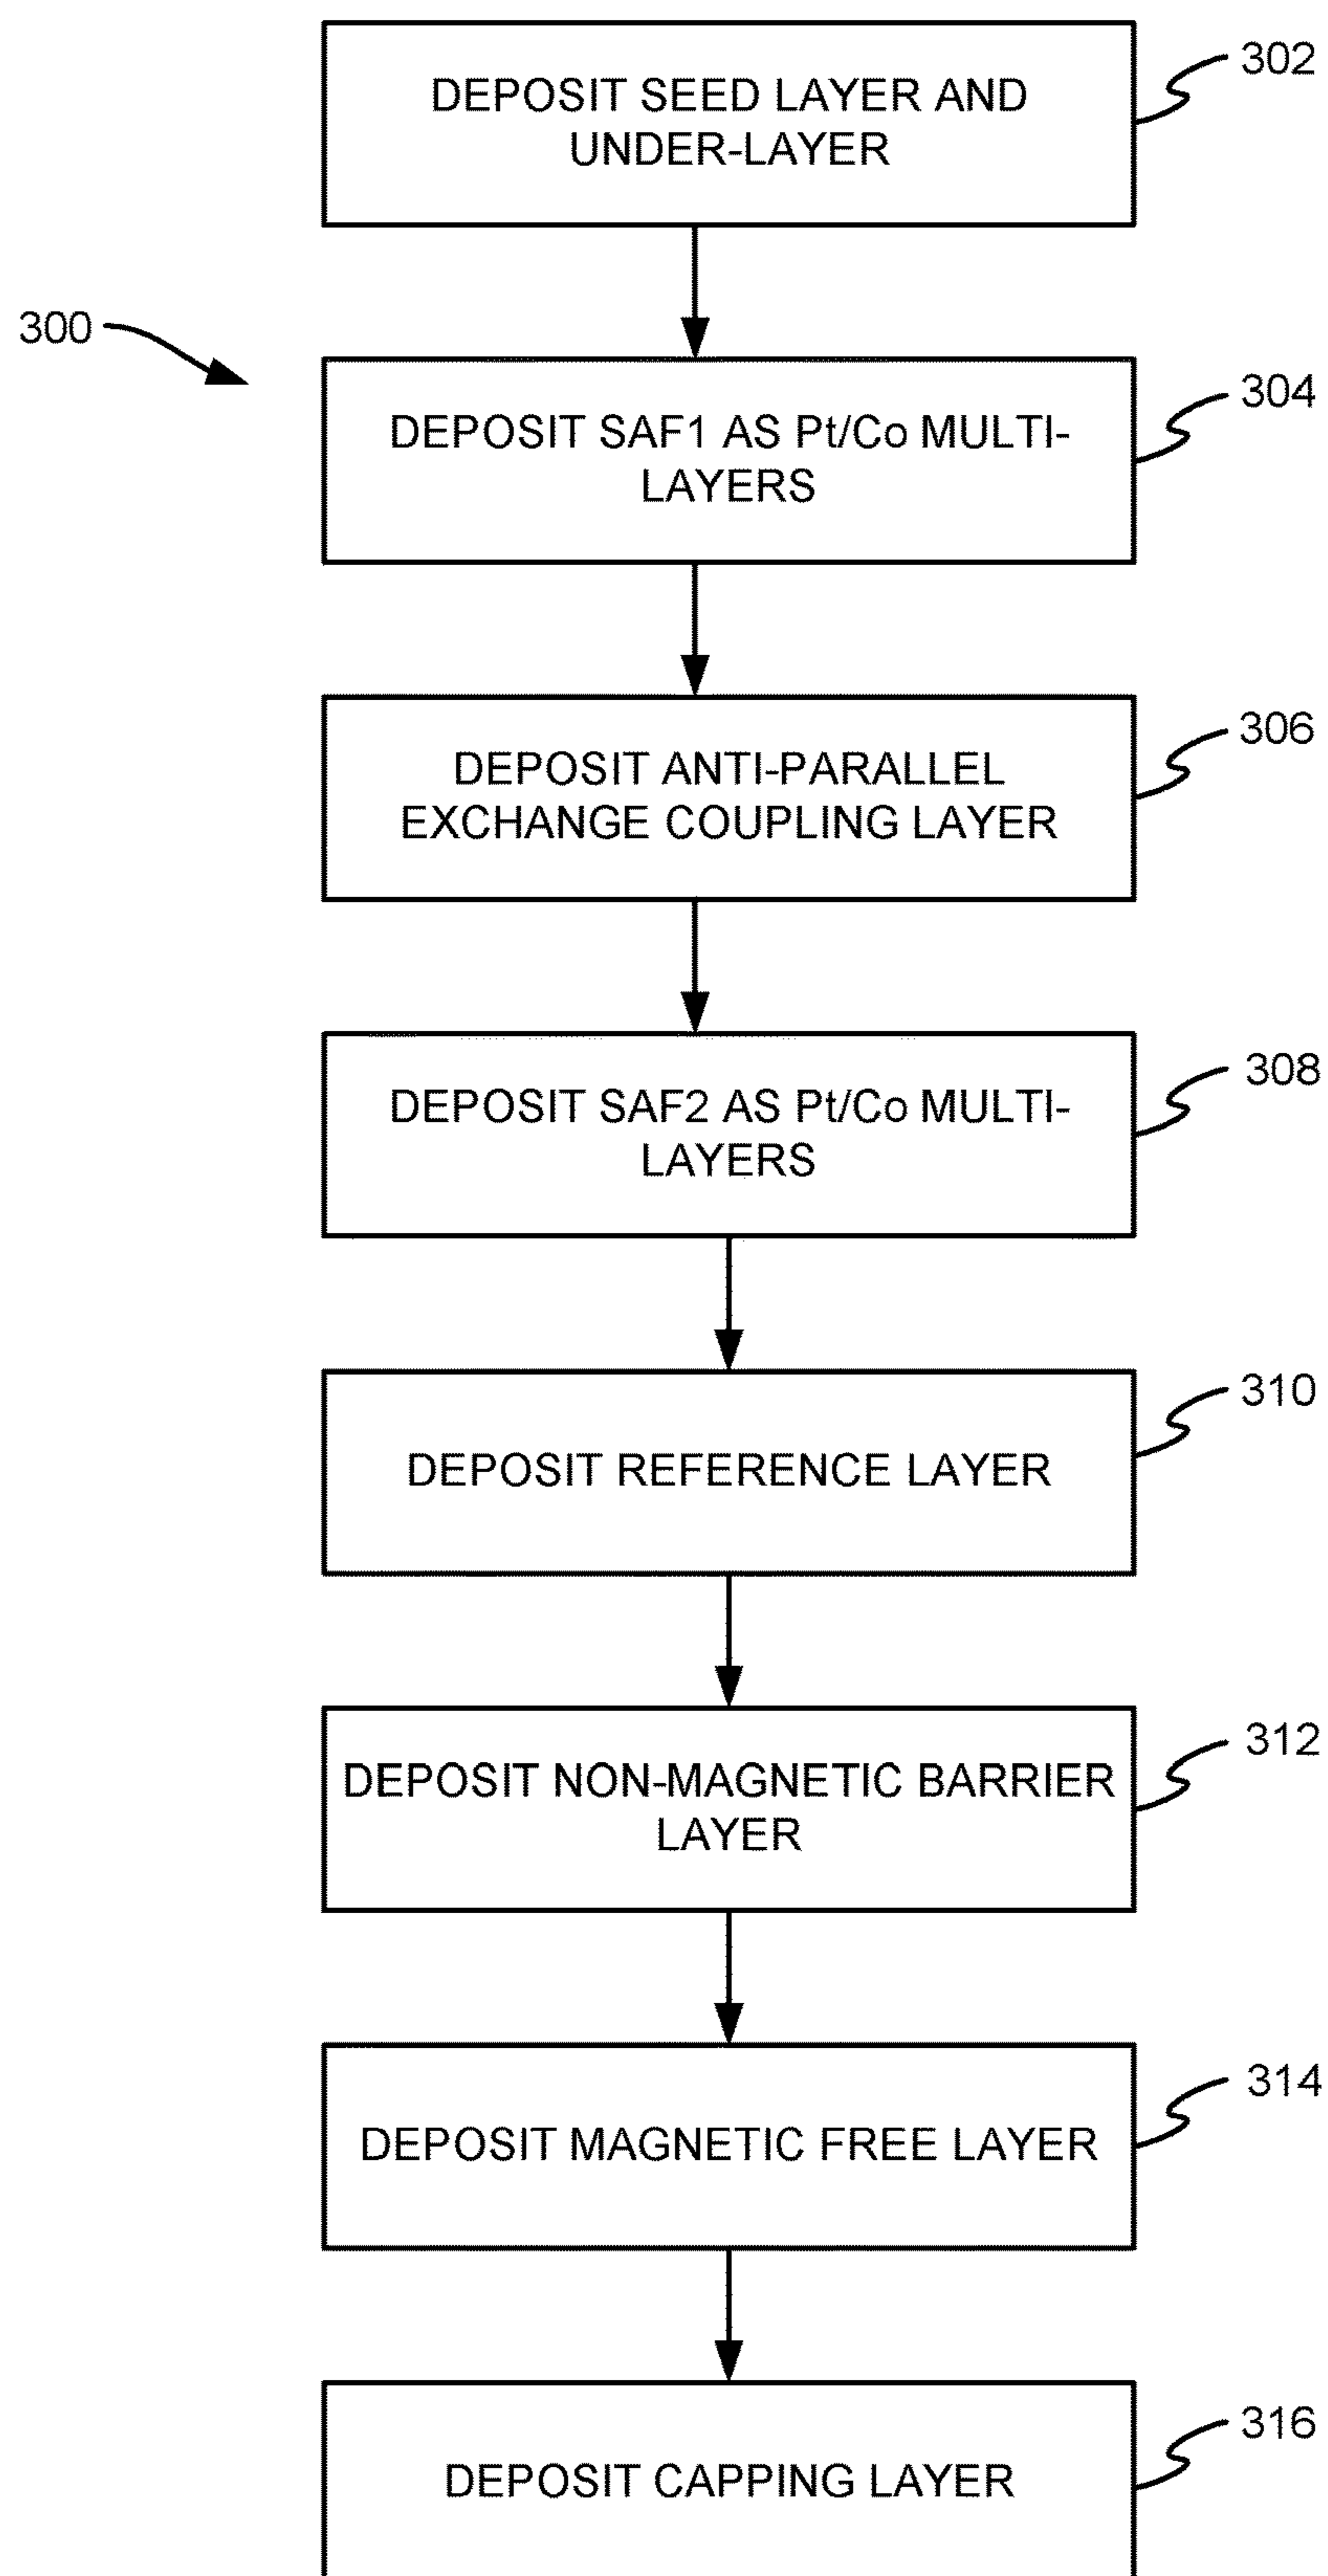 DEPOSIT SEED LAYER AND
UNDER-LAYER
302
300
DEPOSIT SAF1 AS Pt/Co MULTI-
LAYERS
304
DEPOSIT ANTI-PARALLEL
EXCHANGE COUPLING LAYER
306
DEPOSIT SAF2 AS Pt/Co MULTI-
LAYERS
308
DEPOSIT REFERENCE LAYER
310
DEPOSIT NON-MAGNETIC BARRIER
LAYER
312
DEPOSIT MAGNETIC FREE LAYER
314
DEPOSIT CAPPING LAYER
316